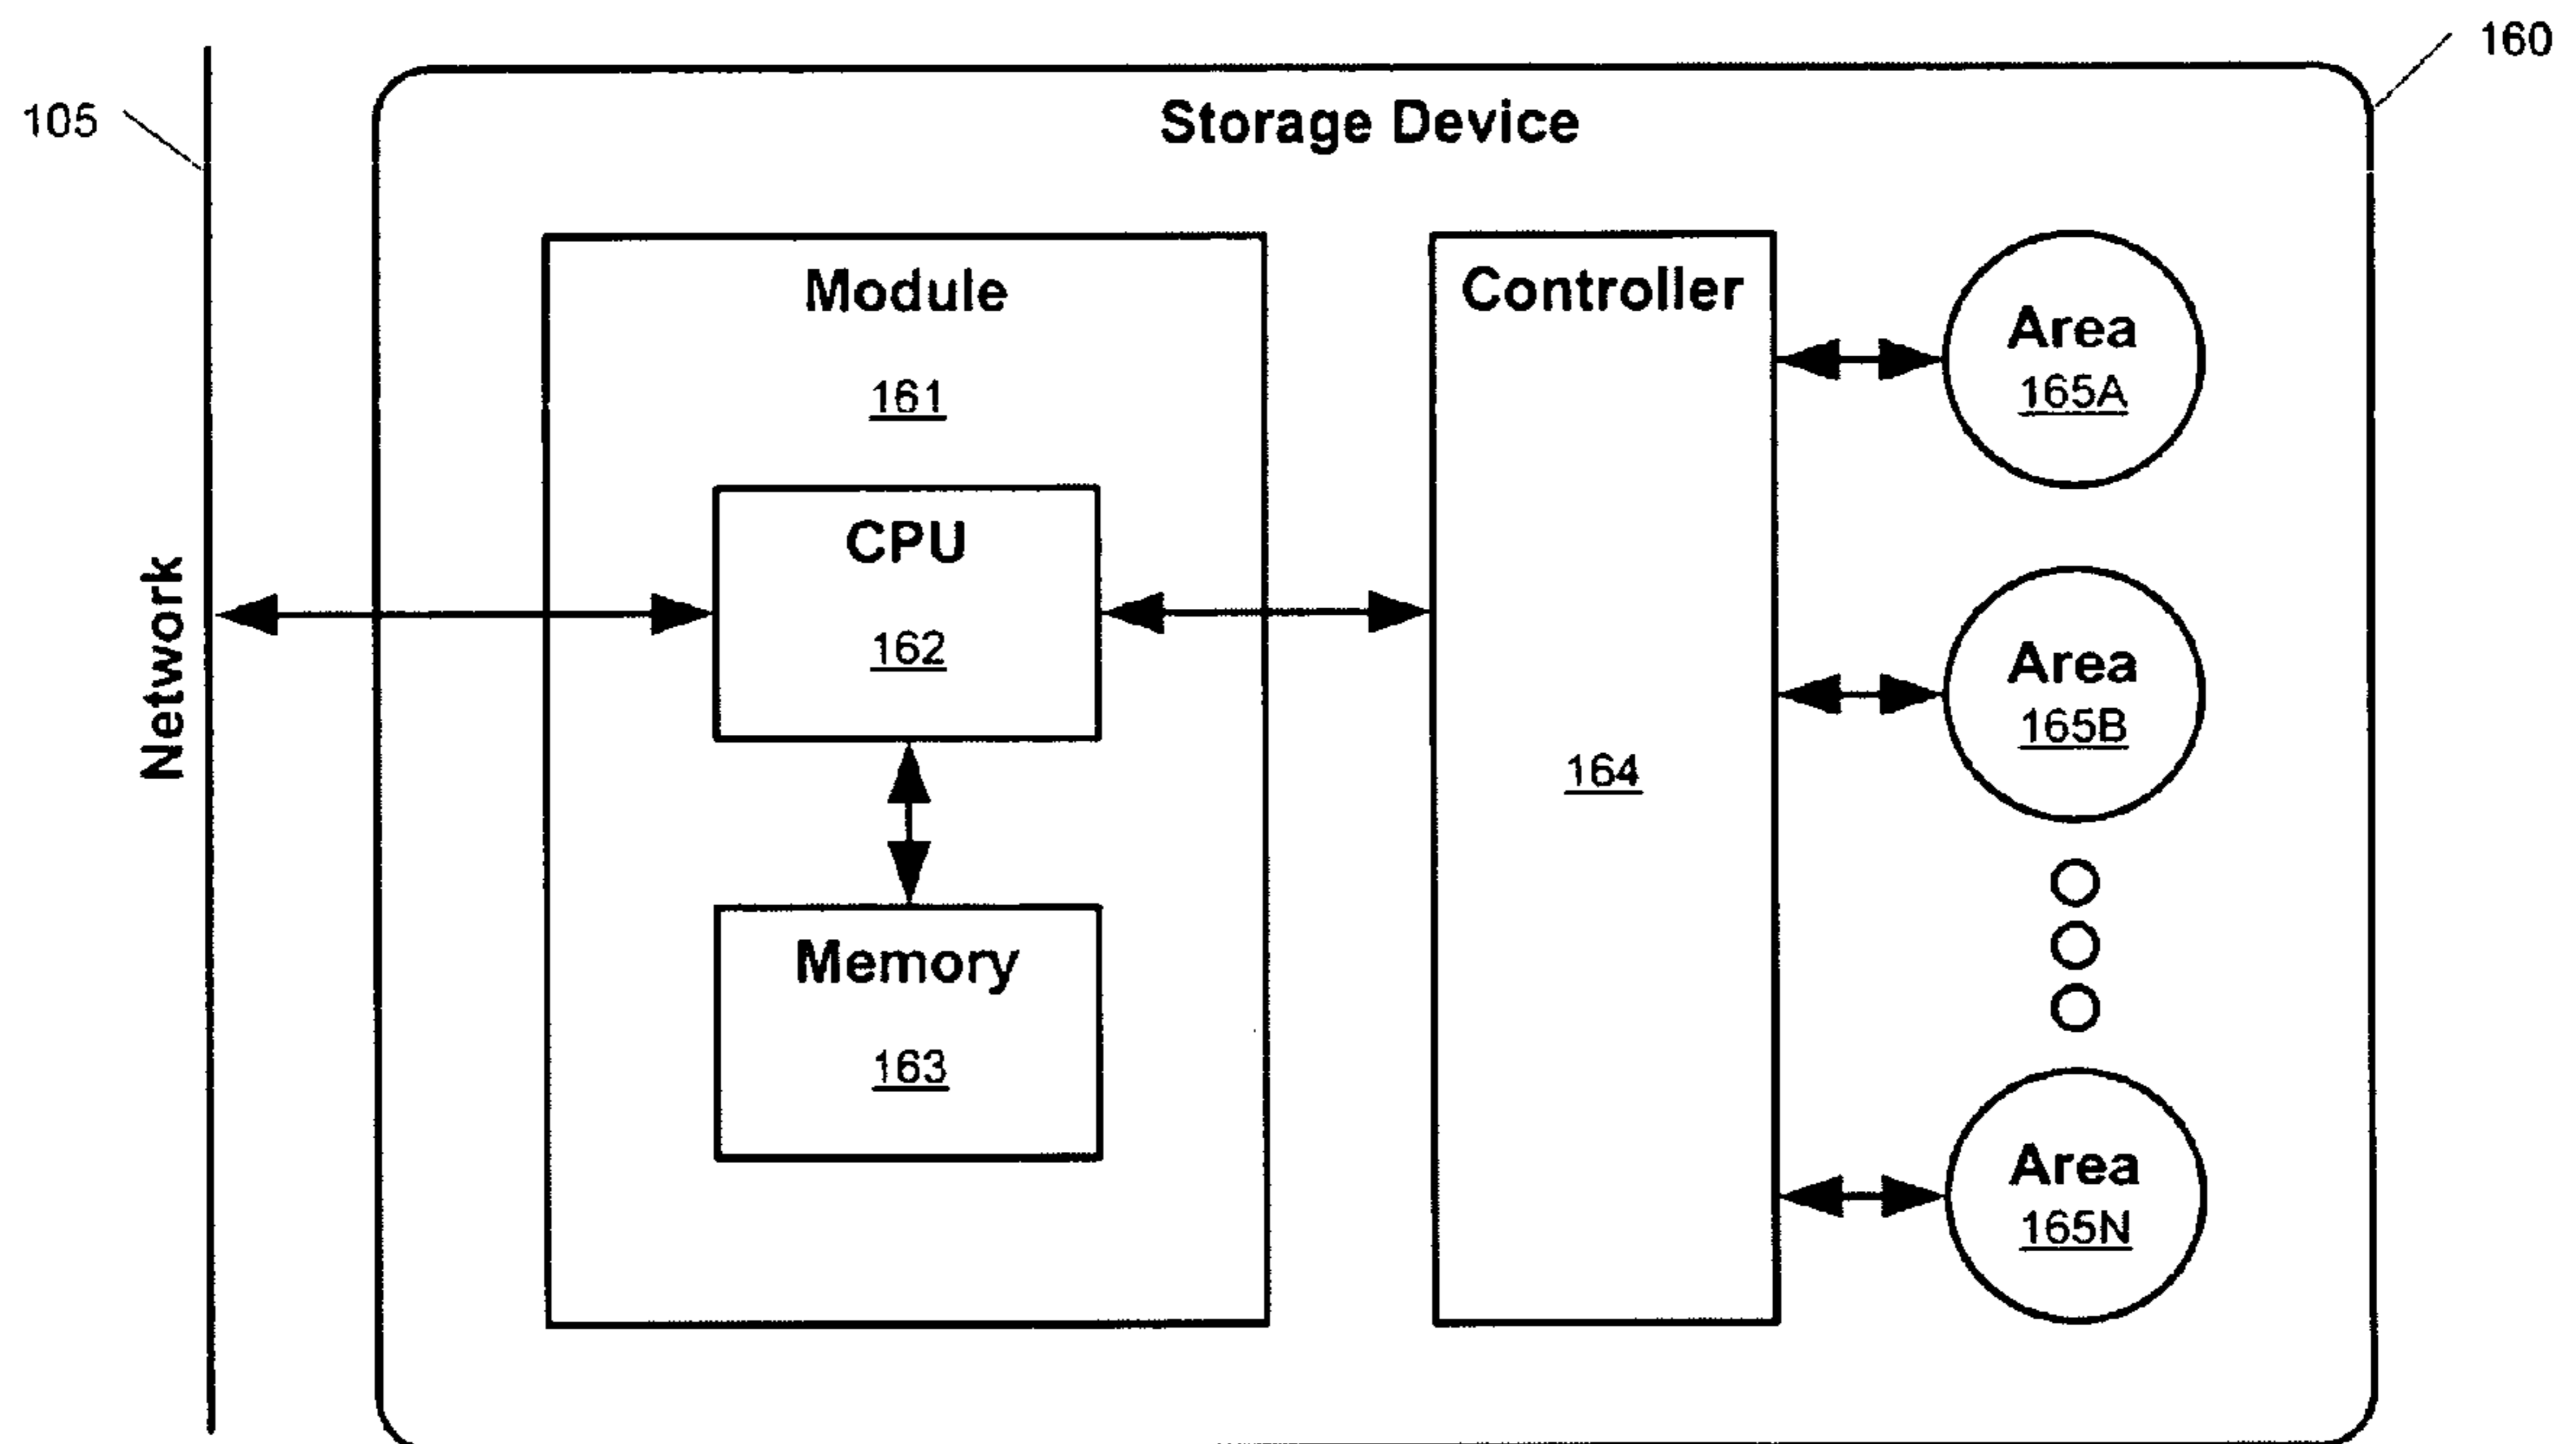 160
105
Storage Device
Module
161
Controller
164
Area
165A
CPU
162
Network
Area
165B
Memory
163
Area
165N